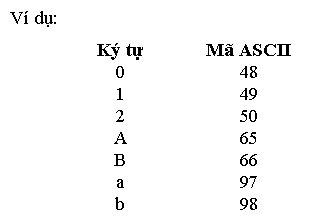 Ví dụ:
Ký tự Mã ASCII
0 48
1 49
2 50
A 65
B 66
a 97
b 98